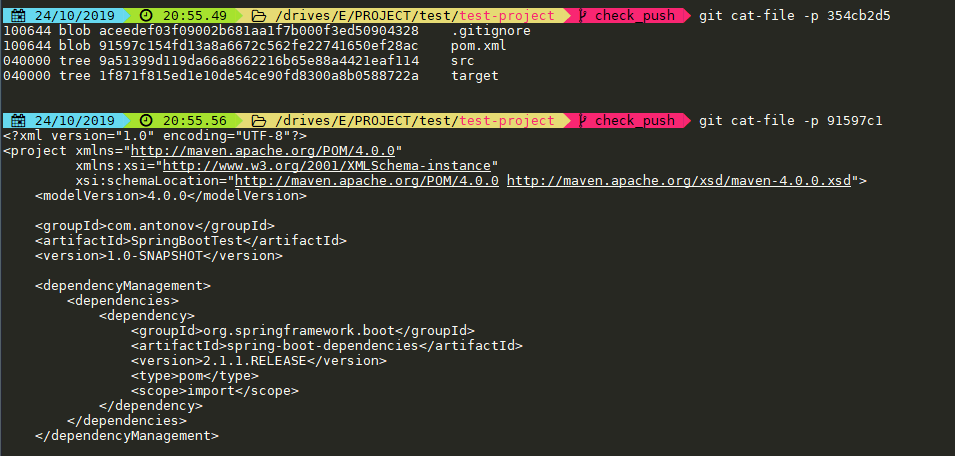 24/10/2019 20:55.49 /drives/E/PROJECT/test/test-project check_push git cat-file -p 354cb2d5
100644 blob aceedef03f09002b681aa1f7b000f3ed50904328    .gitignore
100644 blob 91597c154fd13a8a6672c562fe22741650ef28ac    pom.xml
040000 tree 9a51399d119da66a8662216b65e88a4421eaf114    src
040000 tree 1f871f815ed1e10de54ce90fd8300a8b0588722a    target
24/10/2019 20:55.56 /drives/E/PROJECT/test/test-project check_push git cat-file -p 91597c1
<?xml version="1.0" encoding="UTF-8"?>
<project xmlns="http://maven.apache.org/POM/4.0.0"
         xmlns:xsi="http://www.w3.org/2001/XMLSchema-instance"
         xsi:schemaLocation="http://maven.apache.org/POM/4.0.0 http://maven.apache.org/xsd/maven-4.0.0.xsd">
    <modelVersion>4.0.0</modelVersion>
    <groupId>com.antonov</groupId>
    <artifactId>SpringBootTest</artifactId>
    <version>1.0-SNAPSHOT</version>
    <dependencyManagement>
        <dependencies>
            <dependency>
                <groupId>org.springframework.boot</groupId>
                <artifactId>spring-boot-dependencies</artifactId>
                <version>2.1.1.RELEASE</version>
                <type>pom</type>
                <scope>import</scope>
            </dependency>
        </dependencies>
    </dependencyManagement>